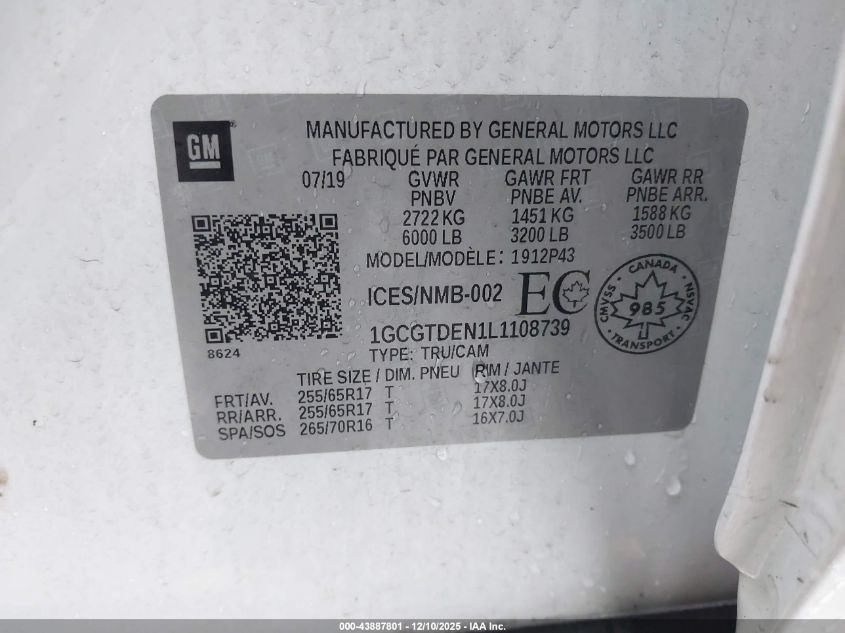 GM®
MANUFACTURED BY GENERAL MOTORS LLC
FABRIQUÉ PAR GENERAL MOTORS LLC
07/19 GVWR GAWR FRT GAWR RR
PNBV PNBE AV. PNBE ARR.
2722 KG 1451 KG 1588 KG
6000 LB 3200 LB 3500 LB
MODEL/MODÈLE: 1912P43
ICES/NMB-002 EC
CANADA
CMVSS 985 NSVAC
1GCGTDEN1L1108739
8624
TYPE: TRU/CAM
TIRE SIZE / DIM. PNEU RIM / JANTE
FRT/AV. 255/65R17 T 17X8.0J
RR/ARR. 255/65R17 T 17X8.0J
SPA/SOS 265/70R16 T 16X7.0J
000-43887801 - 12/10/2025 - IAA Inc.